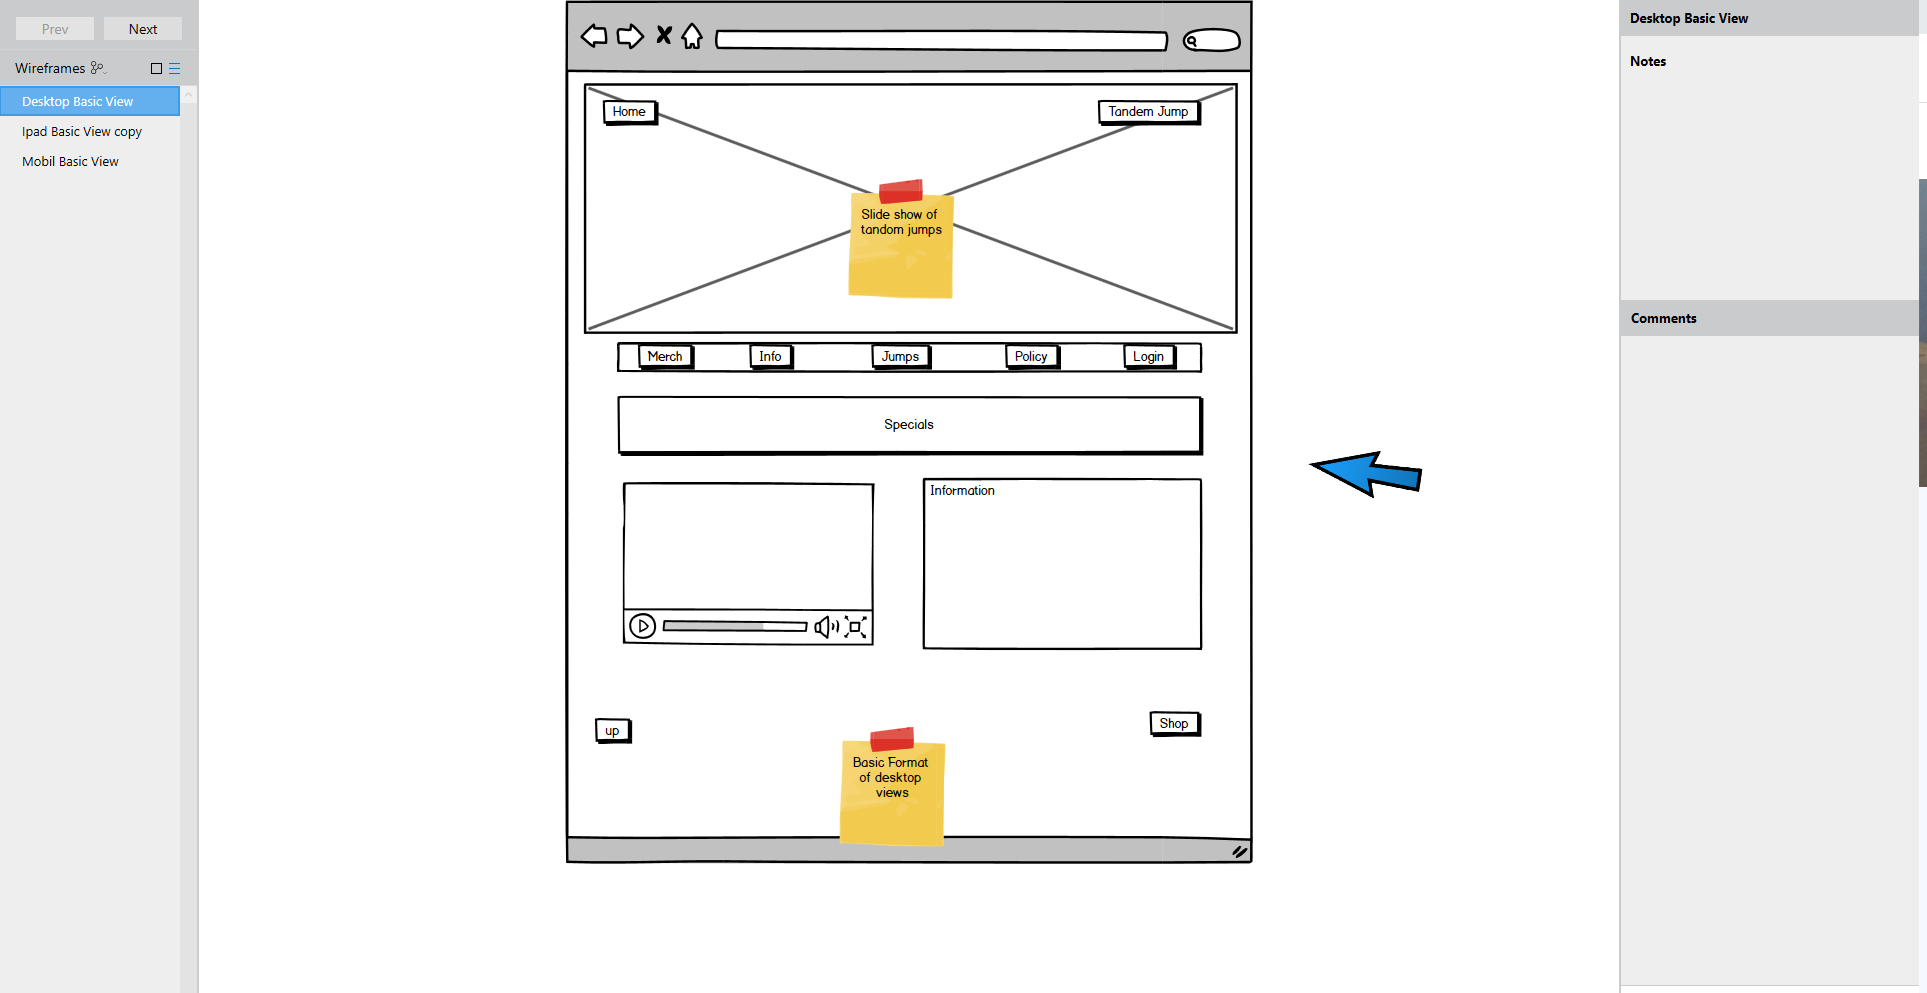 Prev
Next
Wireframes
Desktop Basic View
Ipad Basic View copy
Mobil Basic View
Home
Tandem Jump
Slide show of
tandom jumps
Merch
Info
Jumps
Policy
Login
Specials
Information
up
Shop
Basic Format
of desktop
views
Desktop Basic View
Notes
Comments